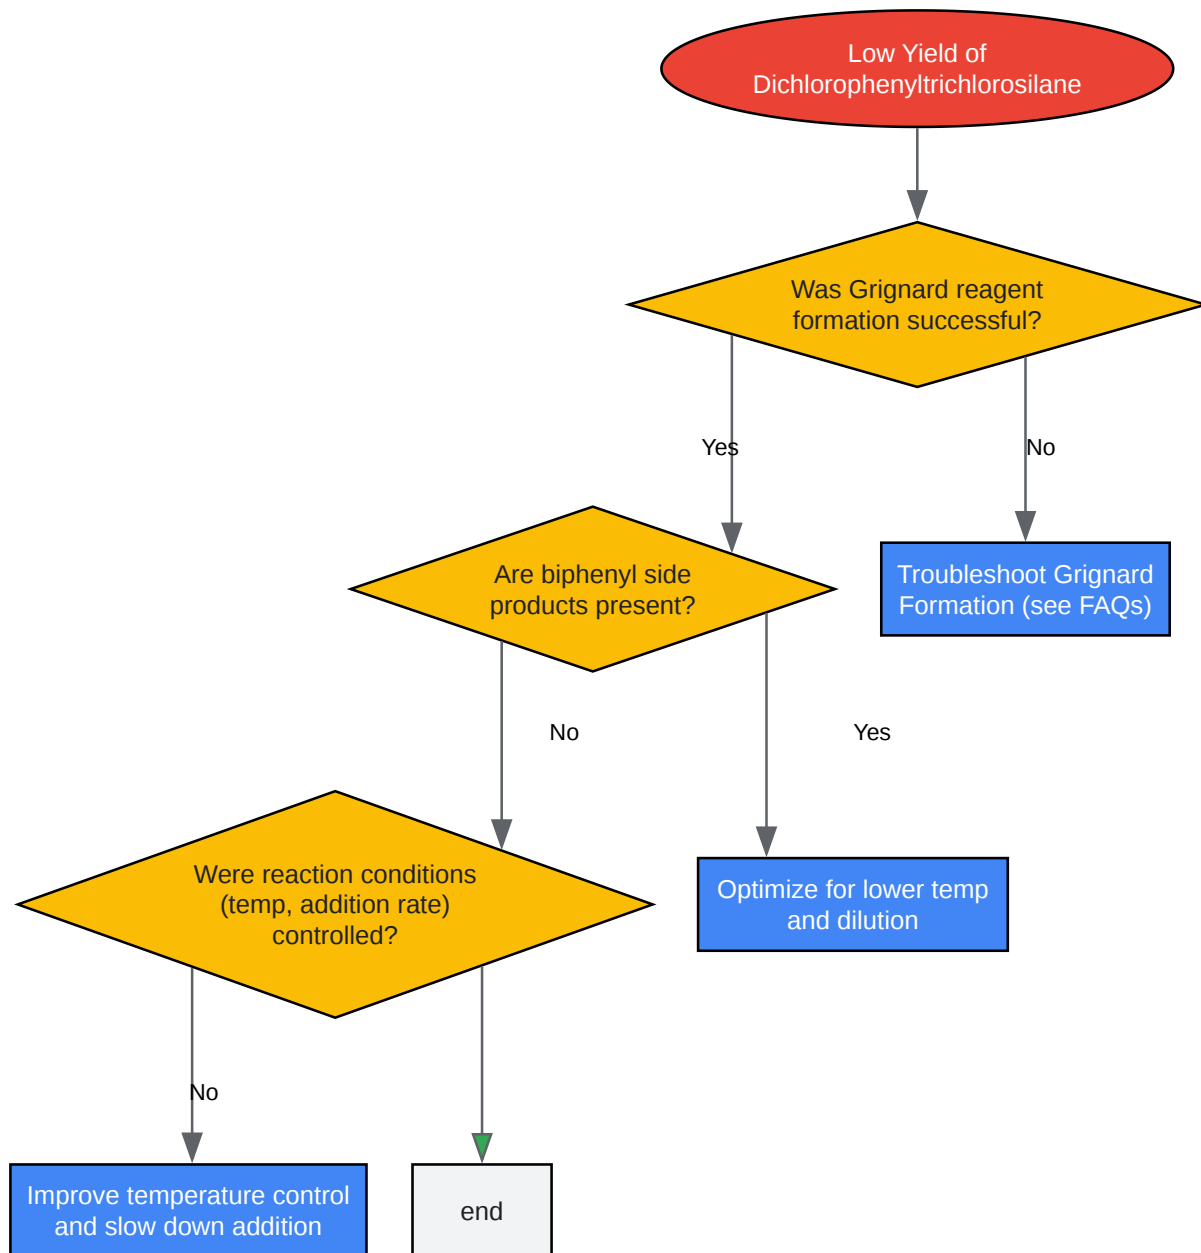 Low Yield of
Dichlorophenyltrichlorosilane
Was Grignard reagent
formation successful?
Yes
No
Are biphenyl side
products present?
Troubleshoot Grignard
Formation (see FAQs)
No
Yes
Were reaction conditions
(temp, addition rate)
controlled?
Optimize for lower temp
and dilution
No
Improve temperature control
and slow down addition
end